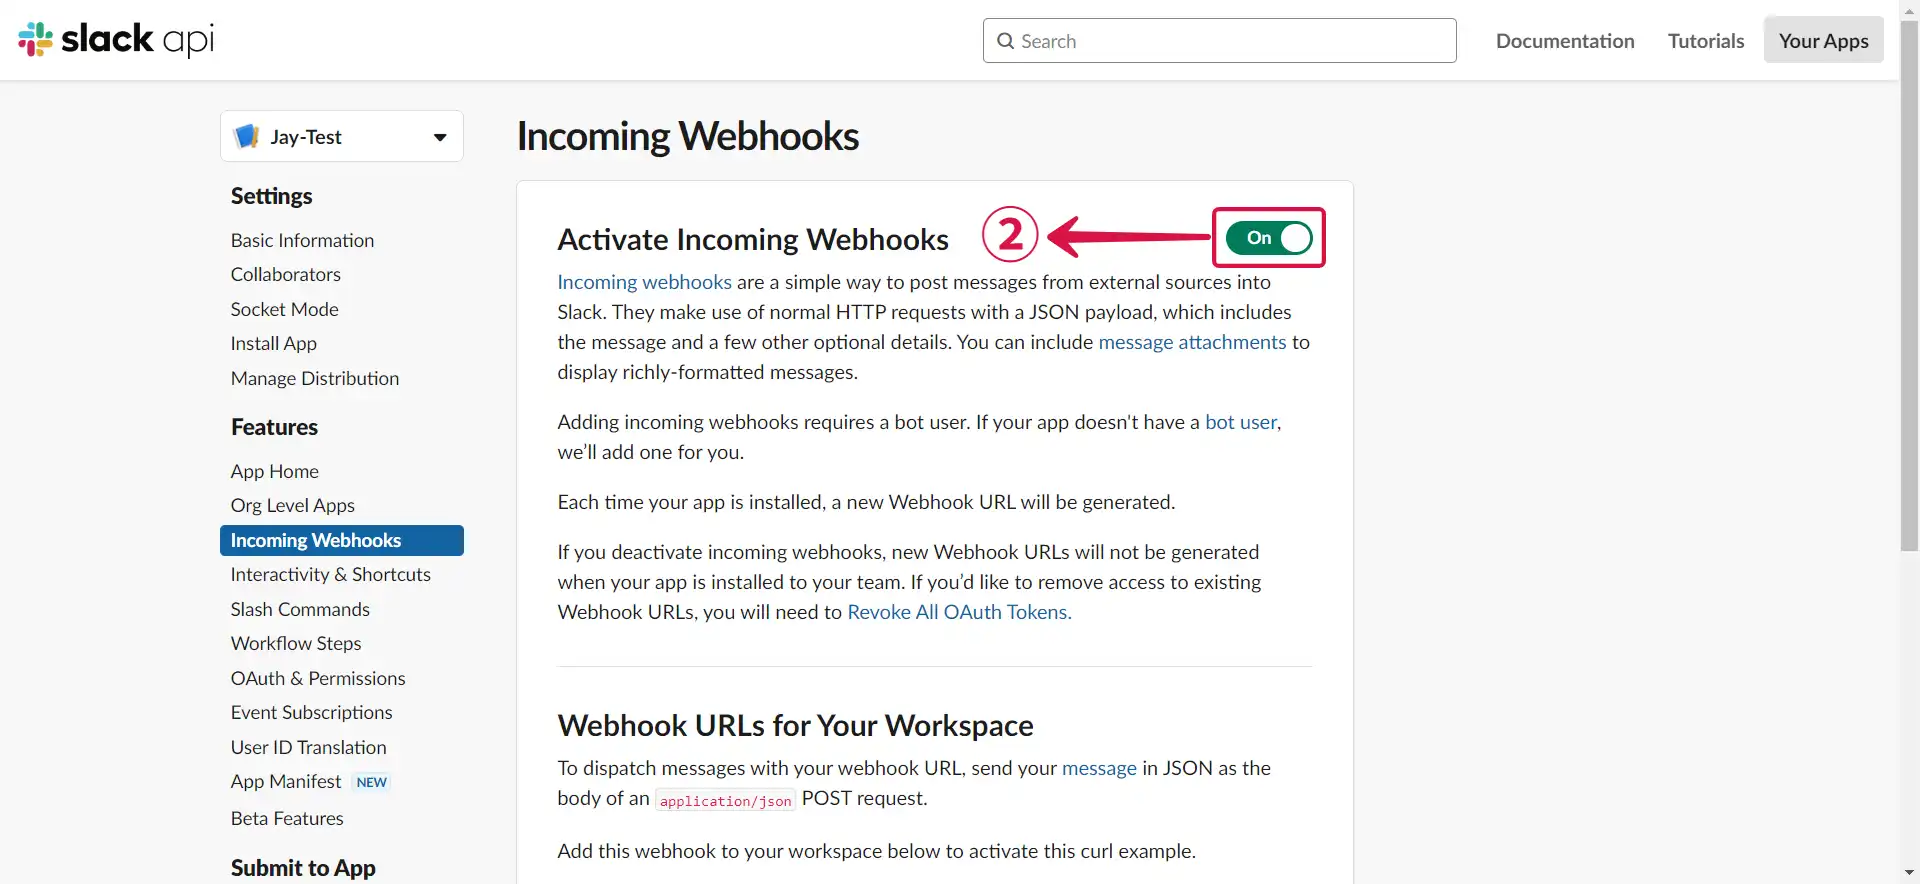 slack api
Search
Documentation
Tutorials
Your Apps
Jay-Test
Settings
Basic Information
Collaborators
Socket Mode
Install App
Manage Distribution
Features
App Home
Org Level Apps
Incoming Webhooks
Interactivity & Shortcuts
Slash Commands
Workflow Steps
OAuth & Permissions
Event Subscriptions
User ID Translation
App Manifest NEW
Beta Features
Submit to App
Incoming Webhooks
Activate Incoming Webhooks
2
On
Incoming webhooks are a simple way to post messages from external sources into
Slack. They make use of normal HTTP requests with a JSON payload, which includes
the message and a few other optional details. You can include message attachments to
display richly-formatted messages.
Adding incoming webhooks requires a bot user. If your app doesn't have a bot user,
we’ll add one for you.
Each time your app is installed, a new Webhook URL will be generated.
If you deactivate incoming webhooks, new Webhook URLs will not be generated
when your app is installed to your team. If you’d like to remove access to existing
Webhook URLs, you will need to Revoke All OAuth Tokens.
Webhook URLs for Your Workspace
To dispatch messages with your webhook URL, send your message in JSON as the
body of an application/json POST request.
Add this webhook to your workspace below to activate this curl example.